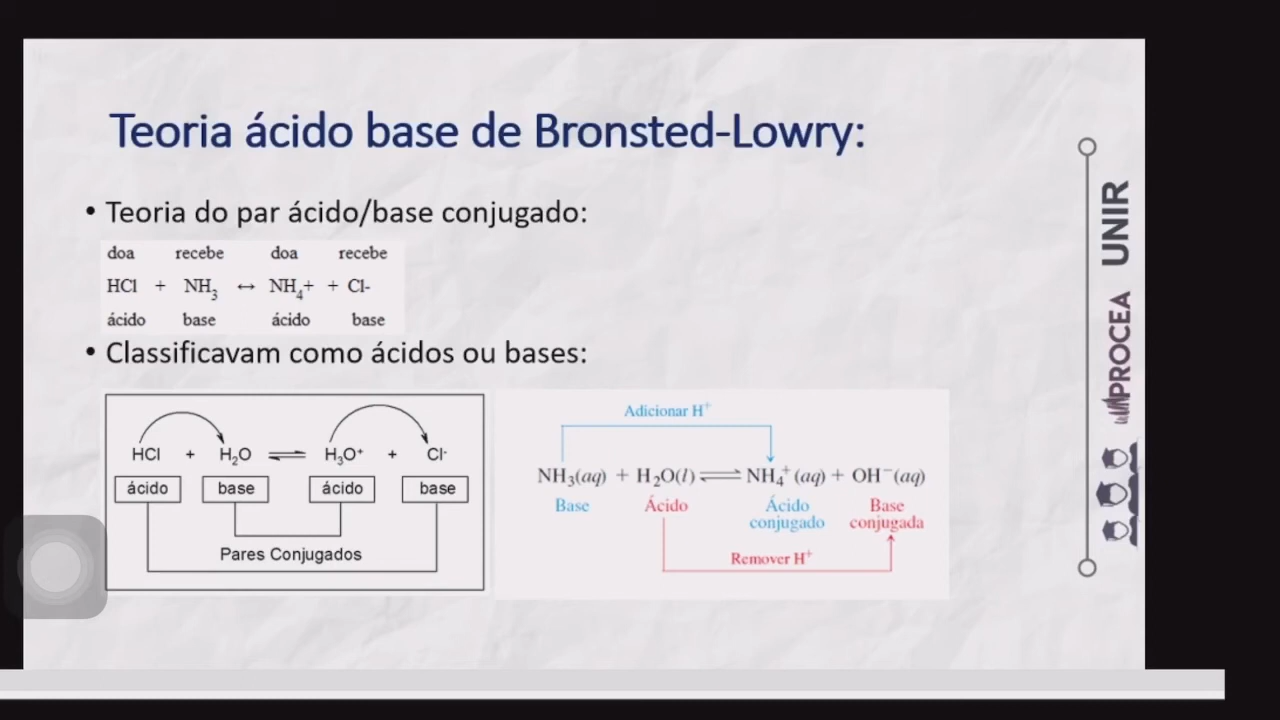 Teoria ácido base de Bronsted-Lowry:
• Teoria do par ácido/base conjugado:
doa recebe doa recebe
HCl + NH₃ ↔ NH₄+ + Cl-
ácido base ácido base
• Classificavam como ácidos ou bases:
HCl + H₂O ⇌ H₃O⁺ + Cl⁻
ácido base ácido base
Pares Conjugados
Adicionar H⁺
NH₃(aq) + H₂O(l) ⇌ NH₄⁺(aq) + OH⁻(aq)
Base Ácido Ácido conjugado Base conjugada
Remover H⁺
UNIR
PROCEA